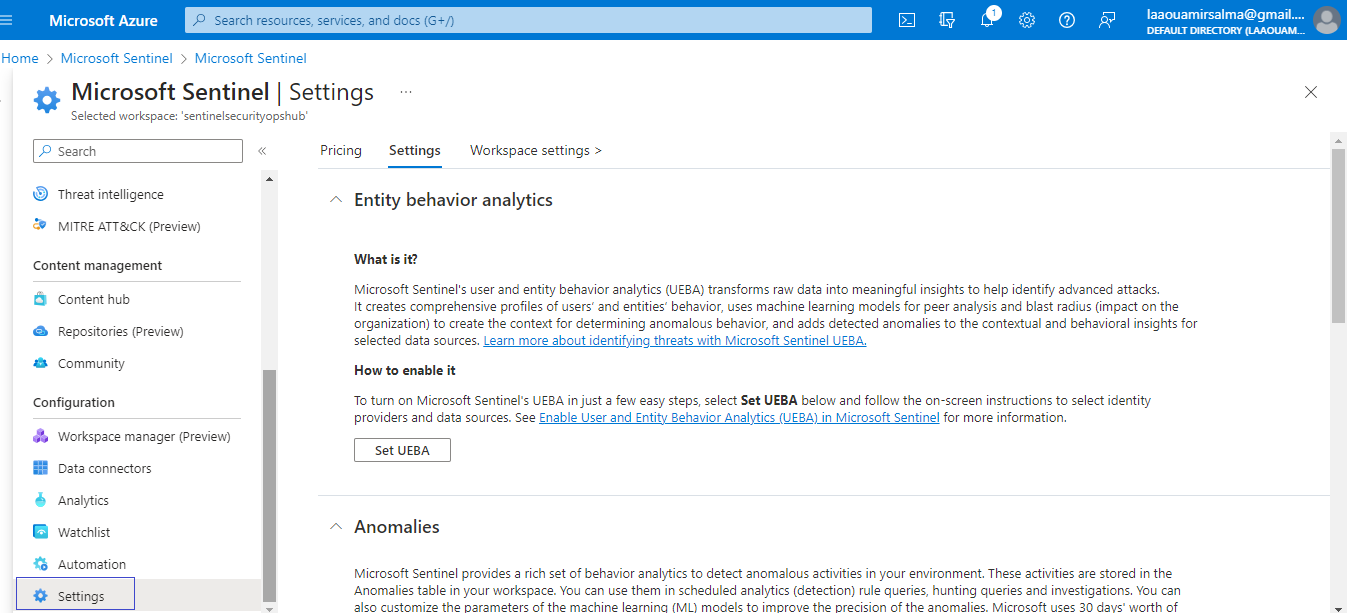 Microsoft Azure
Search resources, services, and docs (G+/)
1
laaouamirsalma@gmail....
DEFAULT DIRECTORY (LAAOUAM...
Home > Microsoft Sentinel > Microsoft Sentinel
Microsoft Sentinel | Settings ...
Selected workspace: 'sentinelsecurityopshub'
Search
«
Threat intelligence
MITRE ATT&CK (Preview)
Content management
Content hub
Repositories (Preview)
Community
Configuration
Workspace manager (Preview)
Data connectors
Analytics
Watchlist
Automation
Settings
Pricing
Settings
Workspace settings >
Entity behavior analytics
What is it?
Microsoft Sentinel's user and entity behavior analytics (UEBA) transforms raw data into meaningful insights to help identify advanced attacks.
It creates comprehensive profiles of users' and entities' behavior, uses machine learning models for peer analysis and blast radius (impact on the
organization) to create the context for determining anomalous behavior, and adds detected anomalies to the contextual and behavioral insights for
selected data sources. Learn more about identifying threats with Microsoft Sentinel UEBA.
How to enable it
To turn on Microsoft Sentinel's UEBA in just a few easy steps, select Set UEBA below and follow the on-screen instructions to select identity
providers and data sources. See Enable User and Entity Behavior Analytics (UEBA) in Microsoft Sentinel for more information.
Set UEBA
Anomalies
Microsoft Sentinel provides a rich set of behavior analytics to detect anomalous activities in your environment. These activities are stored in the
Anomalies table in your workspace. You can use them in scheduled analytics (detection) rule queries, hunting queries and investigations. You can
also customize the parameters of the machine learning (ML) models to improve the precision of the anomalies. Microsoft uses 30 days' worth of